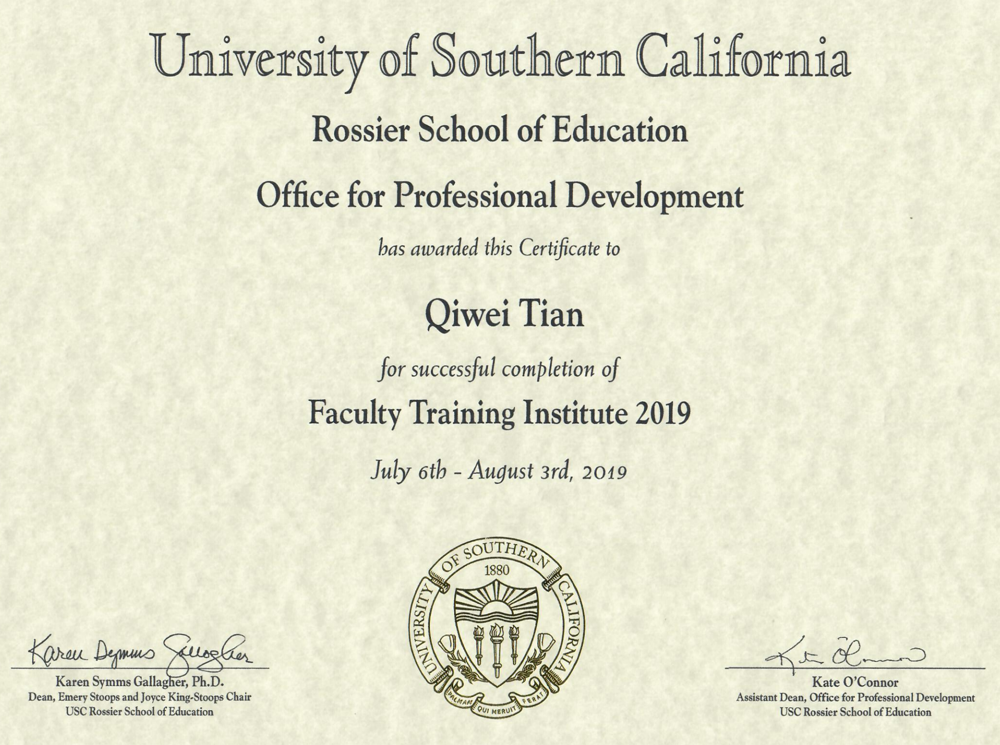 University of Southern California
Rossier School of Education
Office for Professional Development
has awarded this Certificate to
Qiwei Tian
for successful completion of
Faculty Training Institute 2019
July 6th - August 3rd, 2019
UNIVERSITY OF SOUTHERN CALIFORNIA
1880
PALMAM QUI MERUIT FERAT
Karen Symms Gallagher
Karen Symms Gallagher, Ph.D.
Dean, Emery Stoops and Joyce King-Stoops Chair
USC Rossier School of Education
Kate O'Connor
Kate O'Connor
Assistant Dean, Office for Professional Development
USC Rossier School of Education